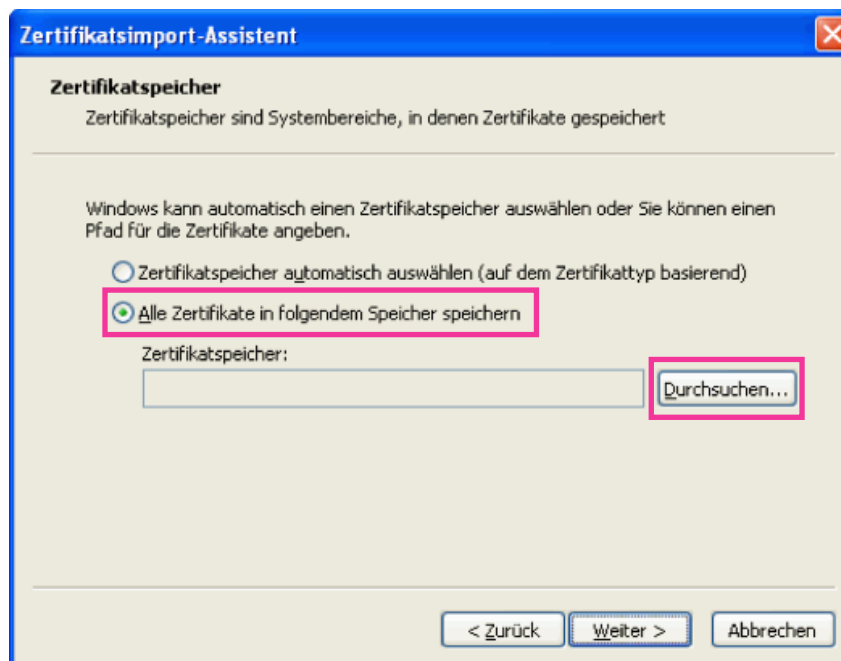 Zertifikatsimport-Assistent
Zertifikatspeicher
Zertifikatspeicher sind Systembereiche, in denen Zertifikate gespeichert
Windows kann automatisch einen Zertifikatspeicher auswählen oder Sie können einen
Pfad für die Zertifikate angeben.
Zertifikatspeicher automatisch auswählen (auf dem Zertifikattyp basierend)
Alle Zertifikate in folgendem Speicher speichern
Zertifikatspeicher:
Durchsuchen...
< Zurück Weiter > Abbrechen